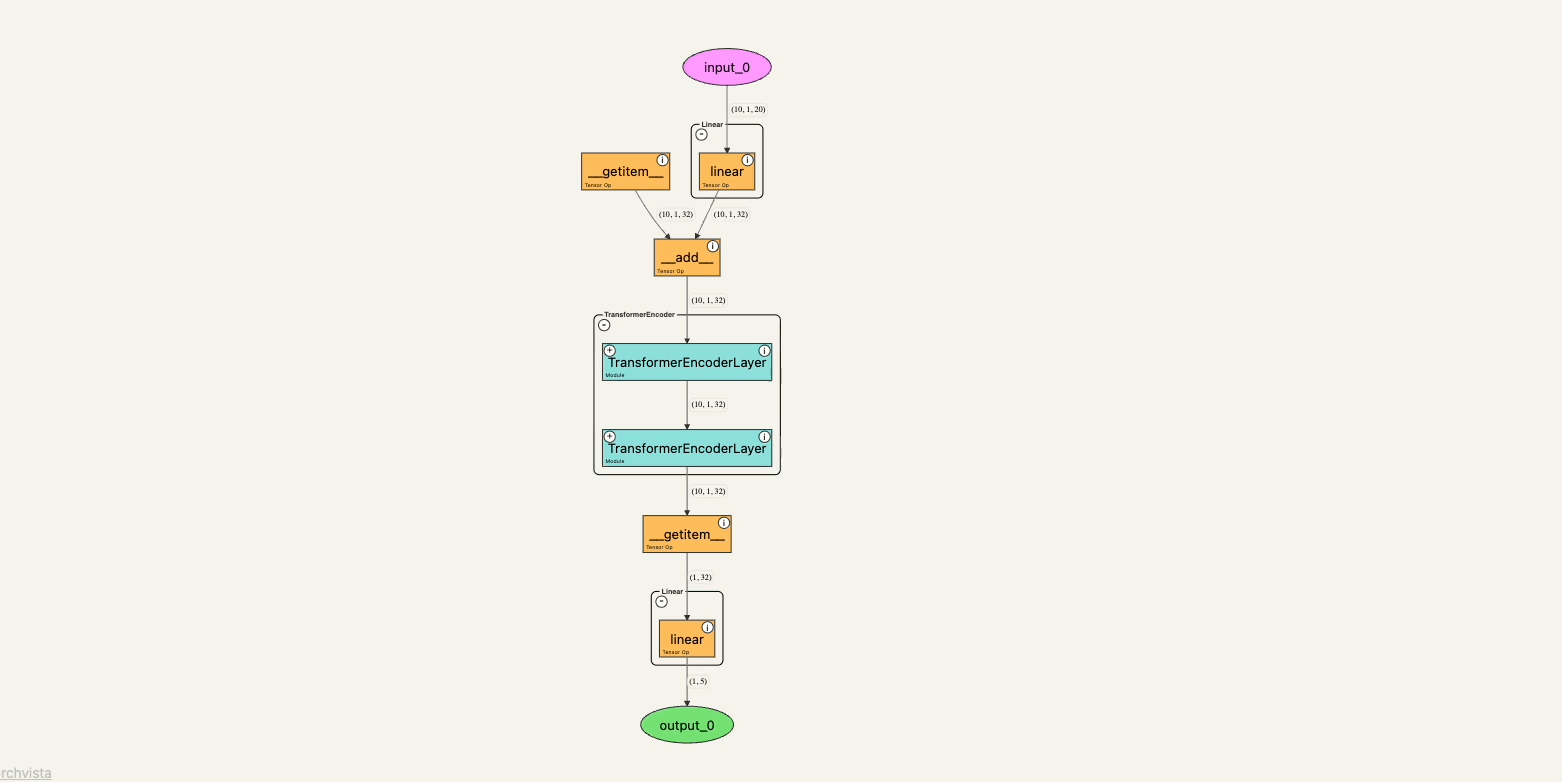 input_0
(10, 1, 20)
Linear
-
__getitem__
i
Tensor Op
linear
i
Tensor Op
(10, 1, 32)
(10, 1, 32)
__add__
i
Tensor Op
(10, 1, 32)
TransformerEncoder
-
+
i
TransformerEncoderLayer
Module
(10, 1, 32)
+
i
TransformerEncoderLayer
Module
(10, 1, 32)
__getitem__
i
Tensor Op
(1, 32)
Linear
-
linear
i
Tensor Op
(1, 5)
output_0
rchvista